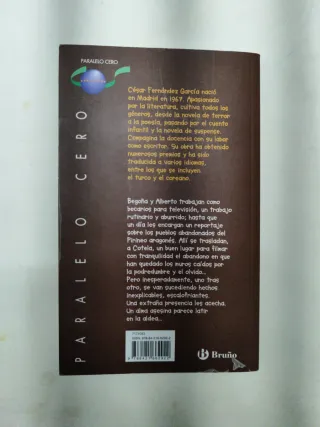 PARALELO CERO
César Fernández García nació
en Madrid en 1967. Apasionado
por la literatura, cultiva todos los
géneros, desde la novela de terror
a la poesía, pasando por el cuento
infantil y la novela de suspense.
Compagina la docencia con su labor
como escritor. Su obra ha obtenido
numerosos premios y ha sido
traducida a varios idiomas,
entre los que se incluyen
el turco y el coreano.
Begoña y Alberto trabajan como
becarios para televisión, un trabajo
rutinario y aburrido; hasta que
un día les encargan un reportaje
sobre los pueblos abandonados del
Pirineo aragonés. Allí se trasladan,
a Cotela, un buen lugar para filmar
con tranquilidad el abandono en que
han quedado los muros caídos por
la podredumbre y el olvido...
Pero inesperadamente, uno tras
otro, se van sucediendo hechos
inexplicables, escalofriantes.
Una extraña presencia les acecha.
Un alma asesina parece latir
en la aldea...
PARALELO CERO
Bruño